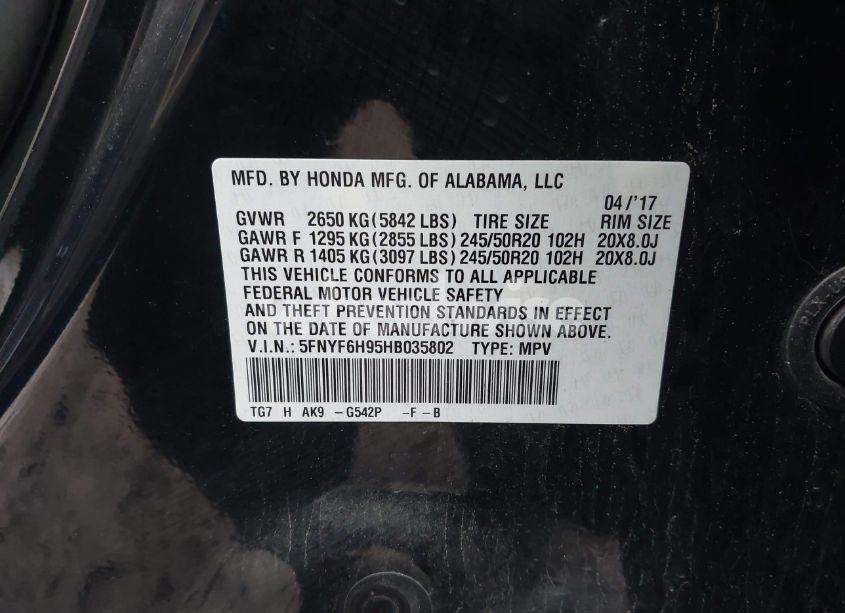 MFD. BY HONDA MFG. OF ALABAMA, LLC
04/'17
GVWR 2650 KG(5842 LBS) TIRE SIZE RIM SIZE
GAWR F 1295 KG(2855 LBS)245/50R20 102H 20X8.0J
GAWR R 1405 KG(3097 LBS)245/50R20 102H 20X8.0J
THIS VEHICLE CONFORMS TO ALL APPLICABLE
FEDERAL MOTOR VEHICLE SAFETY
AND THEFT PREVENTION STANDARDS IN EFFECT
ON THE DATE OF MANUFACTURE SHOWN ABOVE.
V.I.N.: 5FNYF6H95HB035802 TYPE: MPV
TG7 H AK9 -G542P -F-B